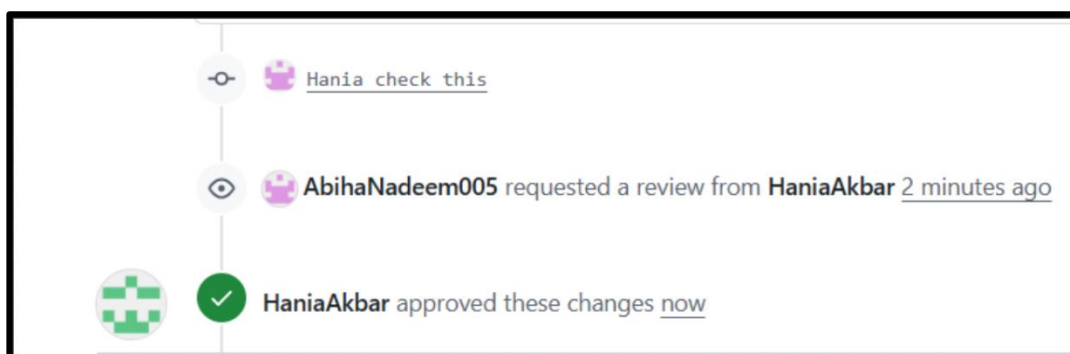 Hania check this
AbihaNadeem005 requested a review from HaniaAkbar 2 minutes ago
HaniaAkbar approved these changes now